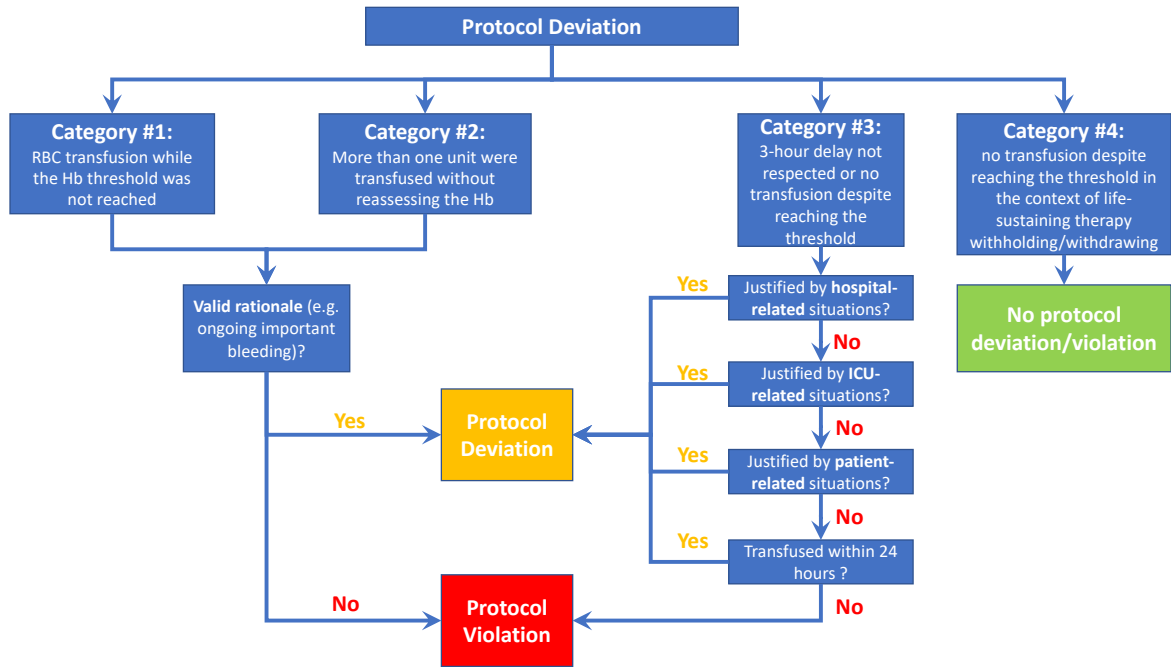 Protocol Deviation
Category #1:
RBC transfusion while
the Hb threshold was
not reached
Category #2:
More than one unit were
transfused without
reassessing the Hb
Category #3:
3-hour delay not
respected or no
transfusion despite
reaching the
threshold
Category #4:
no transfusion despite
reaching the threshold in
the context of life-
sustaining therapy
withholding/withdrawing
Valid rationale (e.g.
ongoing important
bleeding)?
Yes
Justified by hospital-
related situations?
No protocol
deviation/violation
No
Yes
Justified by ICU-
related situations?
No
Yes
Protocol
Deviation
Yes
Justified by patient-
related situations?
No
Yes
Transfused within 24
hours ?
No
No
Protocol
Violation